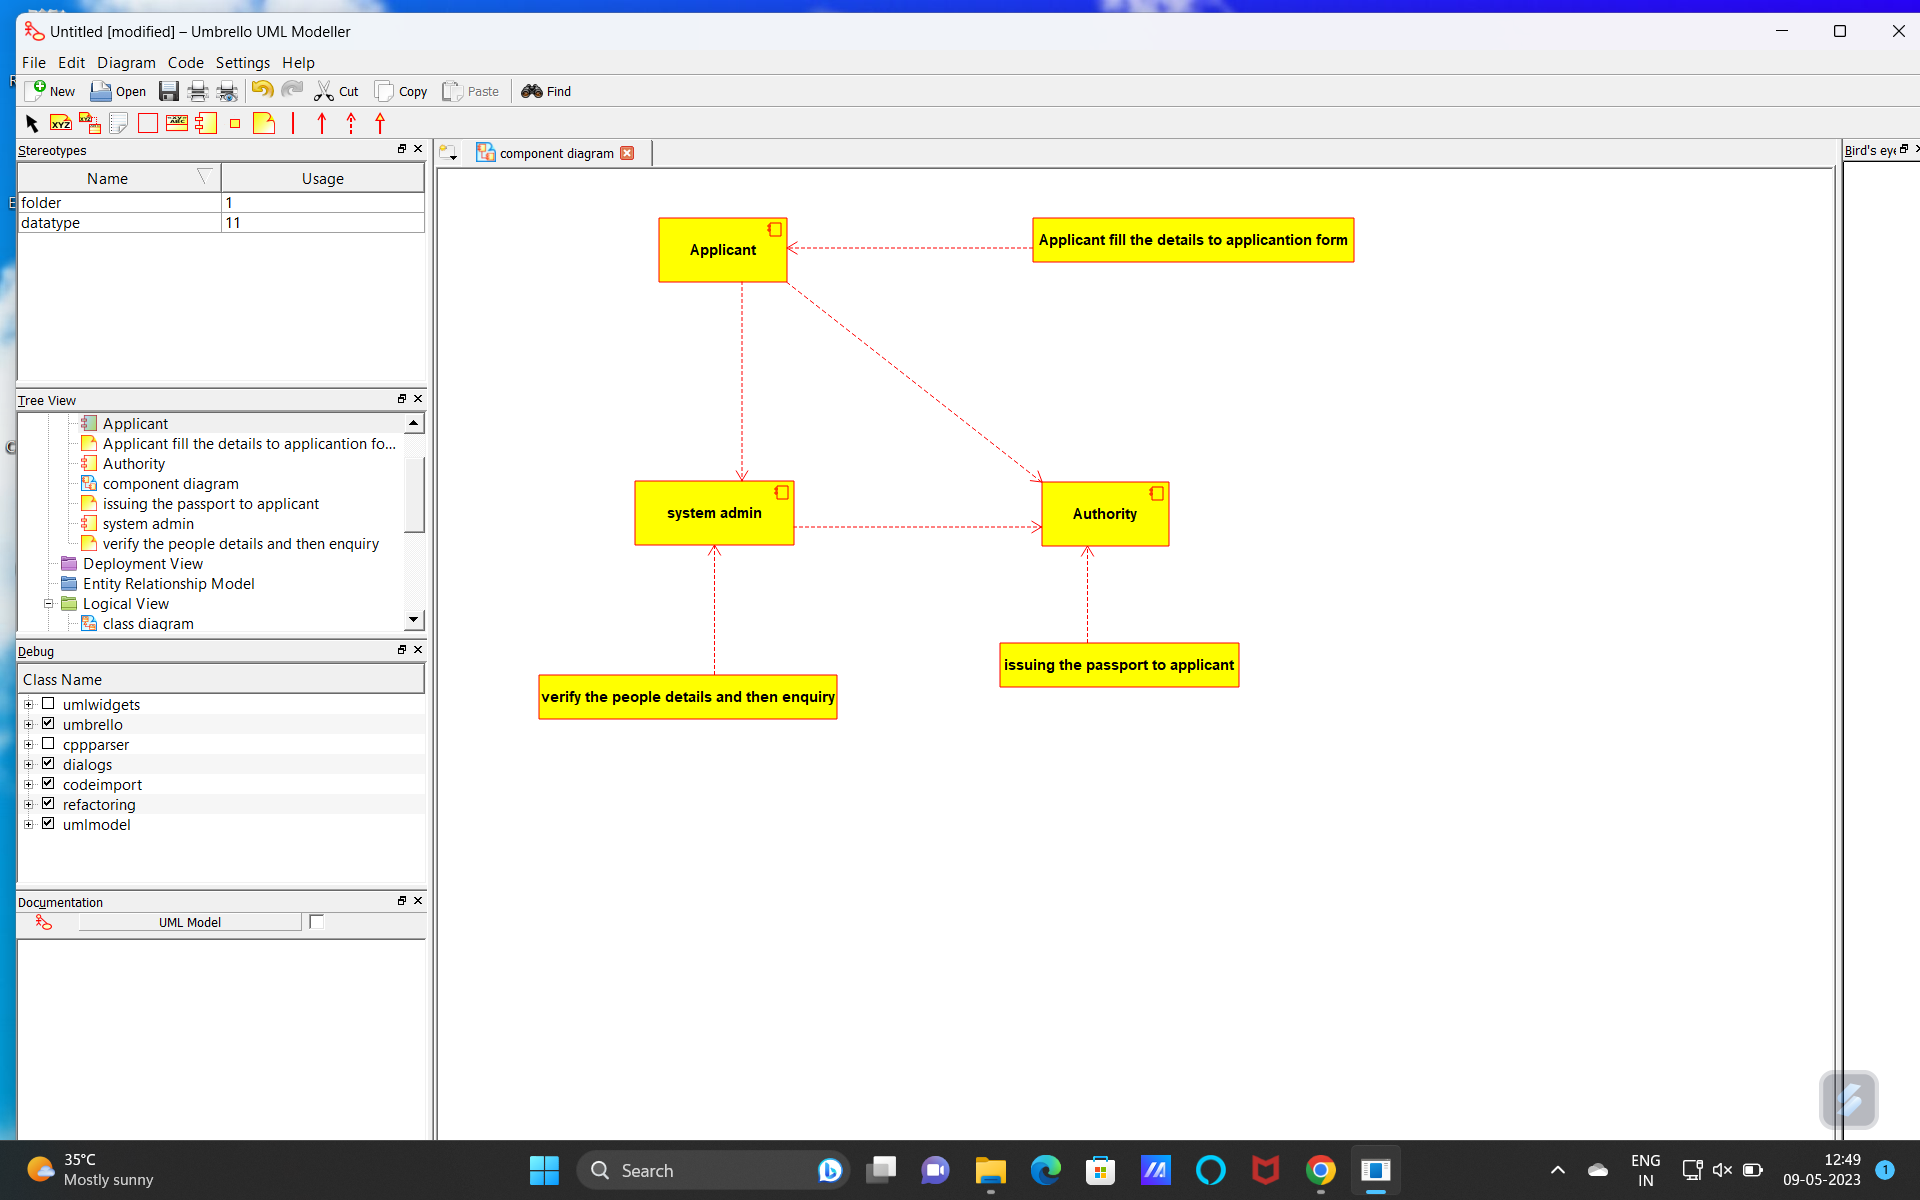 Untitled [modified] – Umbrello UML Modeller
File Edit Diagram Code Settings Help
New Open Cut Copy Paste Find
Stereotypes
Name Usage
folder 1
datatype 11
Tree View
Applicant
Applicant fill the details to applicantion fo...
Authority
component diagram
issuing the passport to applicant
system admin
verify the people details and then enquiry
Deployment View
Entity Relationship Model
Logical View
class diagram
Debug
Class Name
umlwidgets
umbrello
cppparser
dialogs
codeimport
refactoring
umlmodel
Documentation
UML Model
component diagram
Applicant
Applicant fill the details to applicantion form
system admin
Authority
verify the people details and then enquiry
issuing the passport to applicant
Bird's eye
35°C
Mostly sunny
Search
ENG
IN
12:49
09-05-2023
1